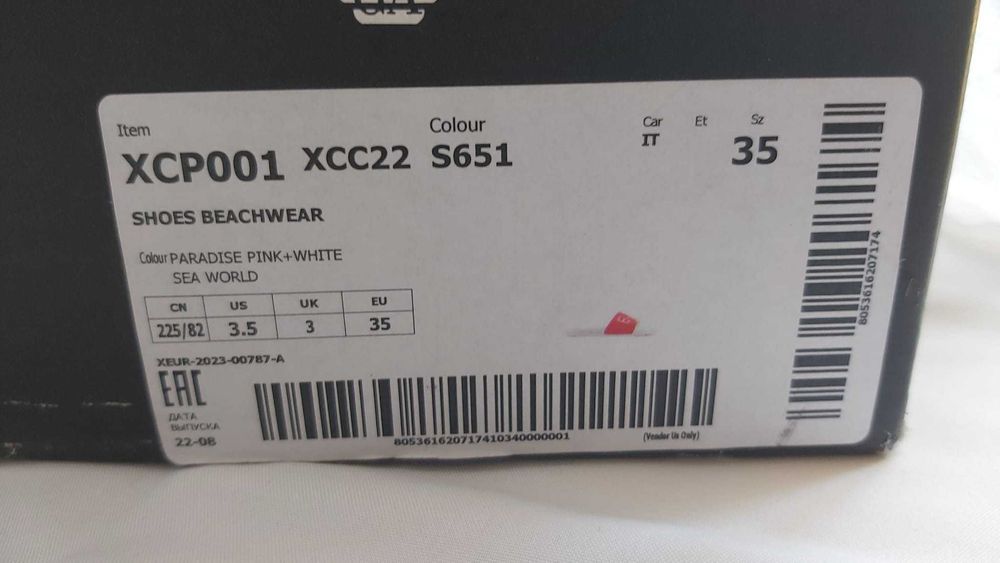 Item
Colour
Car Et Sz
XCP001 XCC22 S651
IT
35
SHOES BEACHWEAR
Colour PARADISE PINK+WHITE
SEA WORLD
CN US UK EU
225/82 3.5 3 35
XEUR-2023-00787-A
EAC
ДАТА
ВЫПУСКА
22-08
805361620717410340000001
(Vendor Us Only)
8053616207174